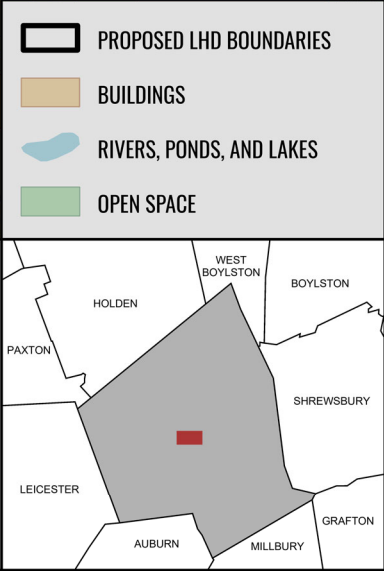 PROPOSED LHD BOUNDARIES
BUILDINGS
RIVERS, PONDS, AND LAKES
OPEN SPACE
WEST
BOYLSTON
BOYLSTON
HOLDEN
PAXTON
SHREWSBURY
LEICESTER
GRAFTON
AUBURN
MILLBURY